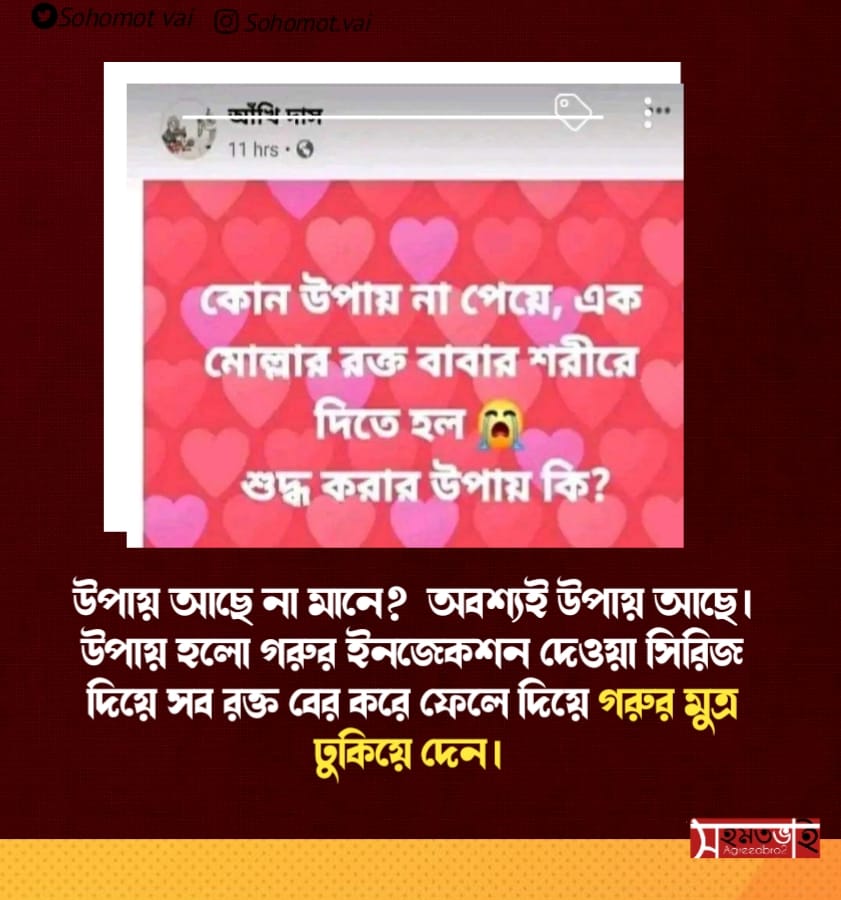 Sohomot vai Sohomot.vai
আঁখি দাস
11 hrs
কোন উপায় না পেয়ে, এক
মোল্লার রক্ত বাবার শরীরে
দিতে হল 😭
শুদ্ধ করার উপায় কি?
উপায় আছে না মানে? অবশ্যই উপায় আছে।
উপায় হলো গরুর ইনজেকশন দেওয়া সিরিজ
দিয়ে সব রক্ত বের করে ফেলে দিয়ে গরুর মুত্র
ঢুকিয়ে দেন।
সহমতভাই
Agreeobro?